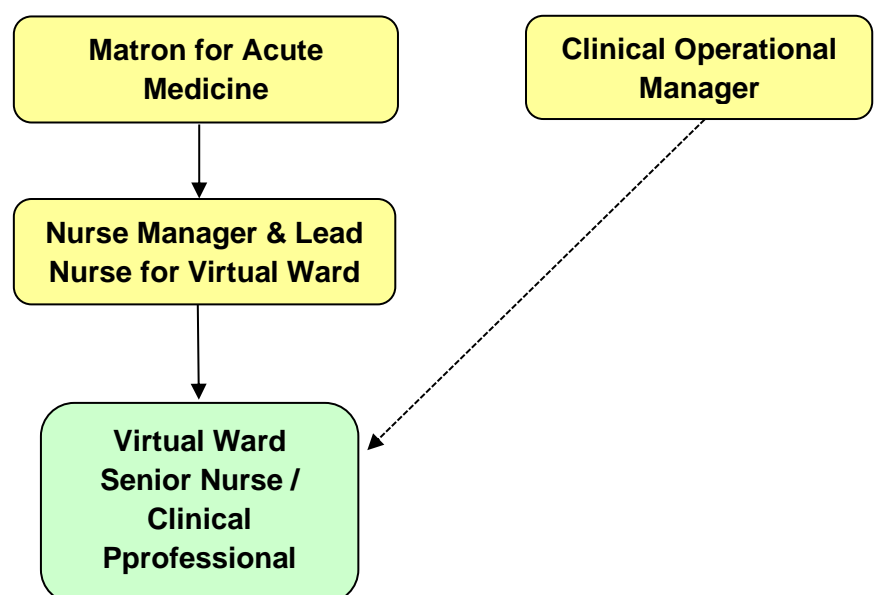 Matron for Acute
Medicine
Clinical Operational
Manager
Nurse Manager & Lead
Nurse for Virtual Ward
Virtual Ward
Senior Nurse /
Clinical
Pprofessional